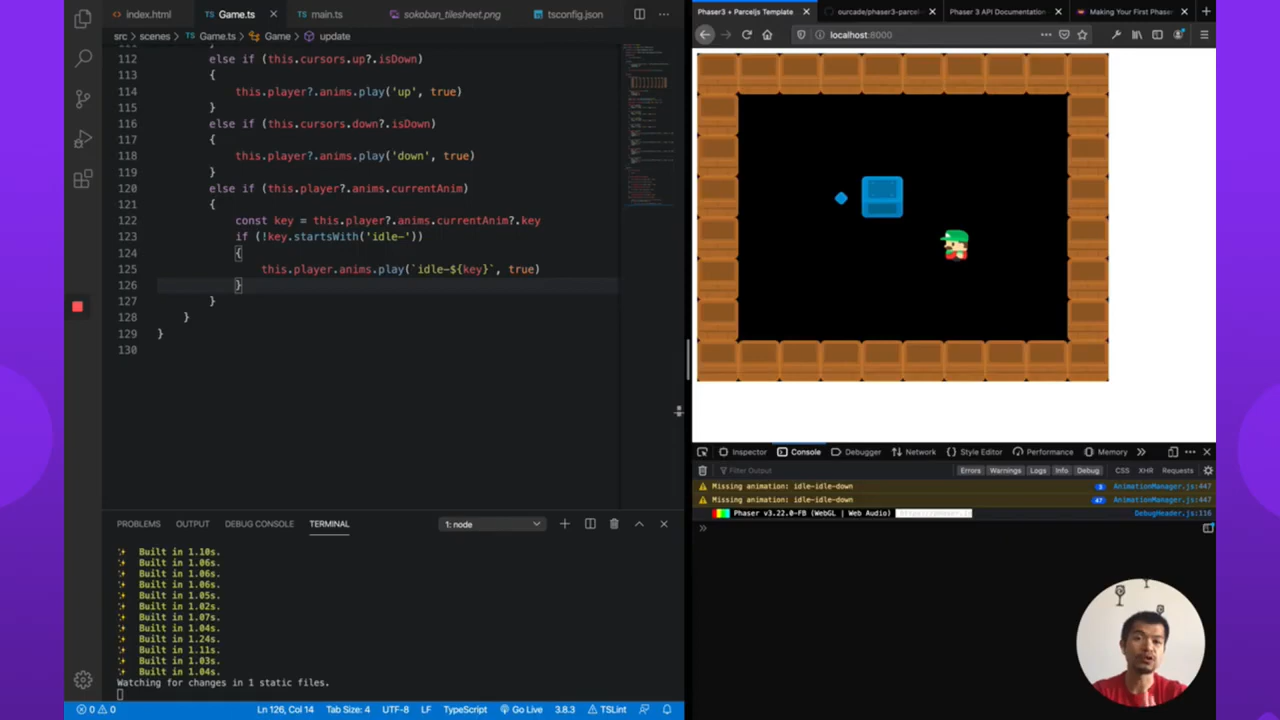 index.html
Game.ts
main.ts
sokoban_tilesheet.png
tsconfig.json
src > scenes > Game.ts > Game > update
112 else if (this.cursors.up?.isDown)
113 {
114 this.player?.anims.play('up', true)
115 }
116 else if (this.cursors.down?.isDown)
117 {
118 this.player?.anims.play('down', true)
119 }
120 else if (this.player?.anims.currentAnim)
121 {
122 const key = this.player?.anims.currentAnim?.key
123 if (!key.startsWith('idle-'))
124 {
125 this.player.anims.play(`idle-${key}`, true)
126 }
127 }
128 }
129 }
130
PROBLEMS OUTPUT DEBUG CONSOLE TERMINAL 1: node
Built in 1.10s.
Built in 1.06s.
Built in 1.06s.
Built in 1.06s.
Built in 1.05s.
Built in 1.02s.
Built in 1.07s.
Built in 1.04s.
Built in 1.24s.
Built in 1.11s.
Built in 1.03s.
Built in 1.04s.
Watching for changes in 1 static files.
0 0 Ln 126, Col 14 Tab Size: 4 UTF-8 LF TypeScript Go Live 3.8.3 TSLint
Phaser3 + Parceljs Template
ourcade/phaser3-parcel
Phaser 3 API Documentation
Making Your First Phaser
localhost:8000
Inspector Console Debugger Network Style Editor Performance Memory
Filter Output Errors Warnings Logs Info Debug CSS XHR Requests
Missing animation: idle-idle-down 3 AnimationManager.js:447
Missing animation: idle-idle-down 47 AnimationManager.js:447
Phaser v3.22.0-FB (WebGL | Web Audio) DebugHeader.js:116